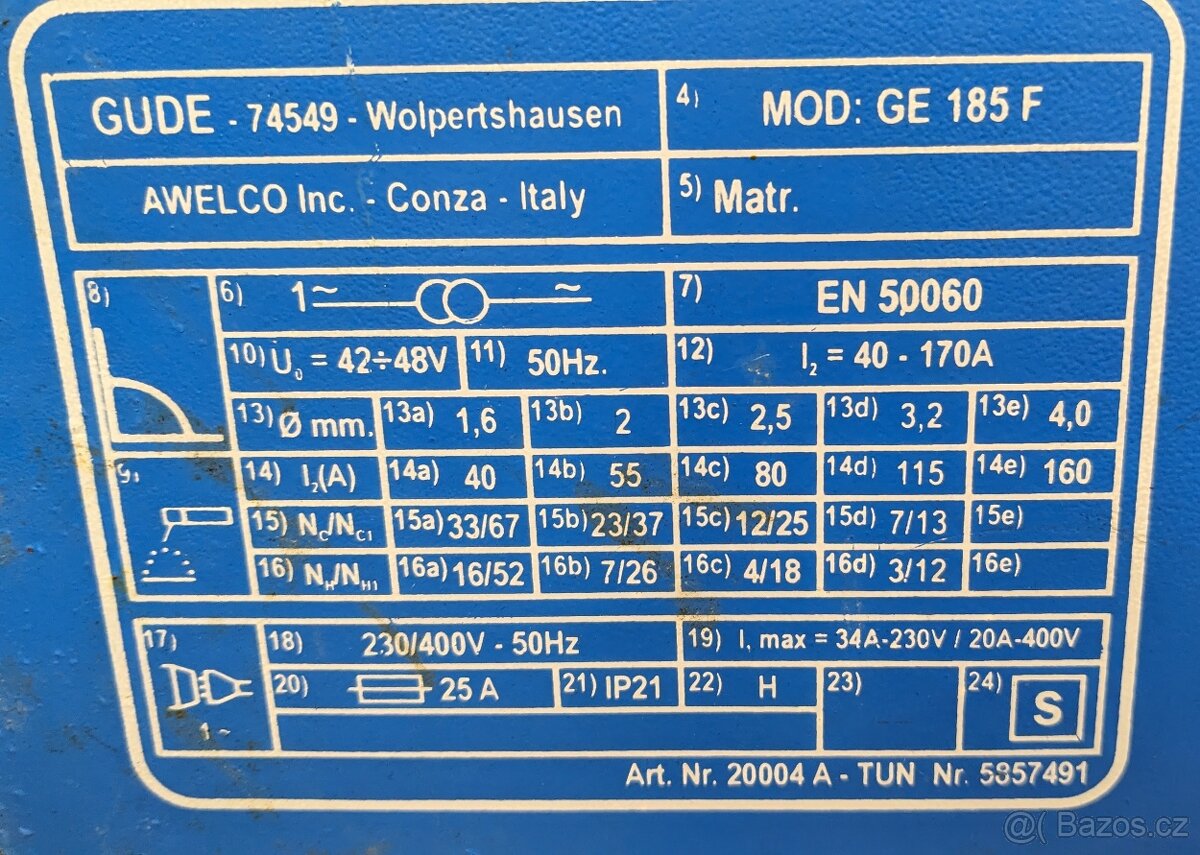 GUDE - 74549 - Wolpertshausen
4) MOD: GE 185 F
AWELCO Inc. - Conza - Italy
5) Matr.
8)
6) 1~ ~
7) EN 50060
10) U₀ = 42÷48V
11) 50Hz.
12) I₂ = 40 - 170A
13) Ø mm. 13a) 1,6 13b) 2 13c) 2,5 13d) 3,2 13e) 4,0
9)
14) I₂(A) 14a) 40 14b) 55 14c) 80 14d) 115 14e) 160
15) NC/NC1 15a) 33/67 15b) 23/37 15c) 12/25 15d) 7/13 15e)
16) NH/NH1 16a) 16/52 16b) 7/26 16c) 4/18 16d) 3/12 16e)
17)
18) 230/400V - 50Hz
19) I, max = 34A-230V / 20A-400V
20) 25 A
21) IP21
22) H
23)
24) S
1~
Art. Nr. 20004 A - TUN Nr. 5857491
@( Bazos.cz